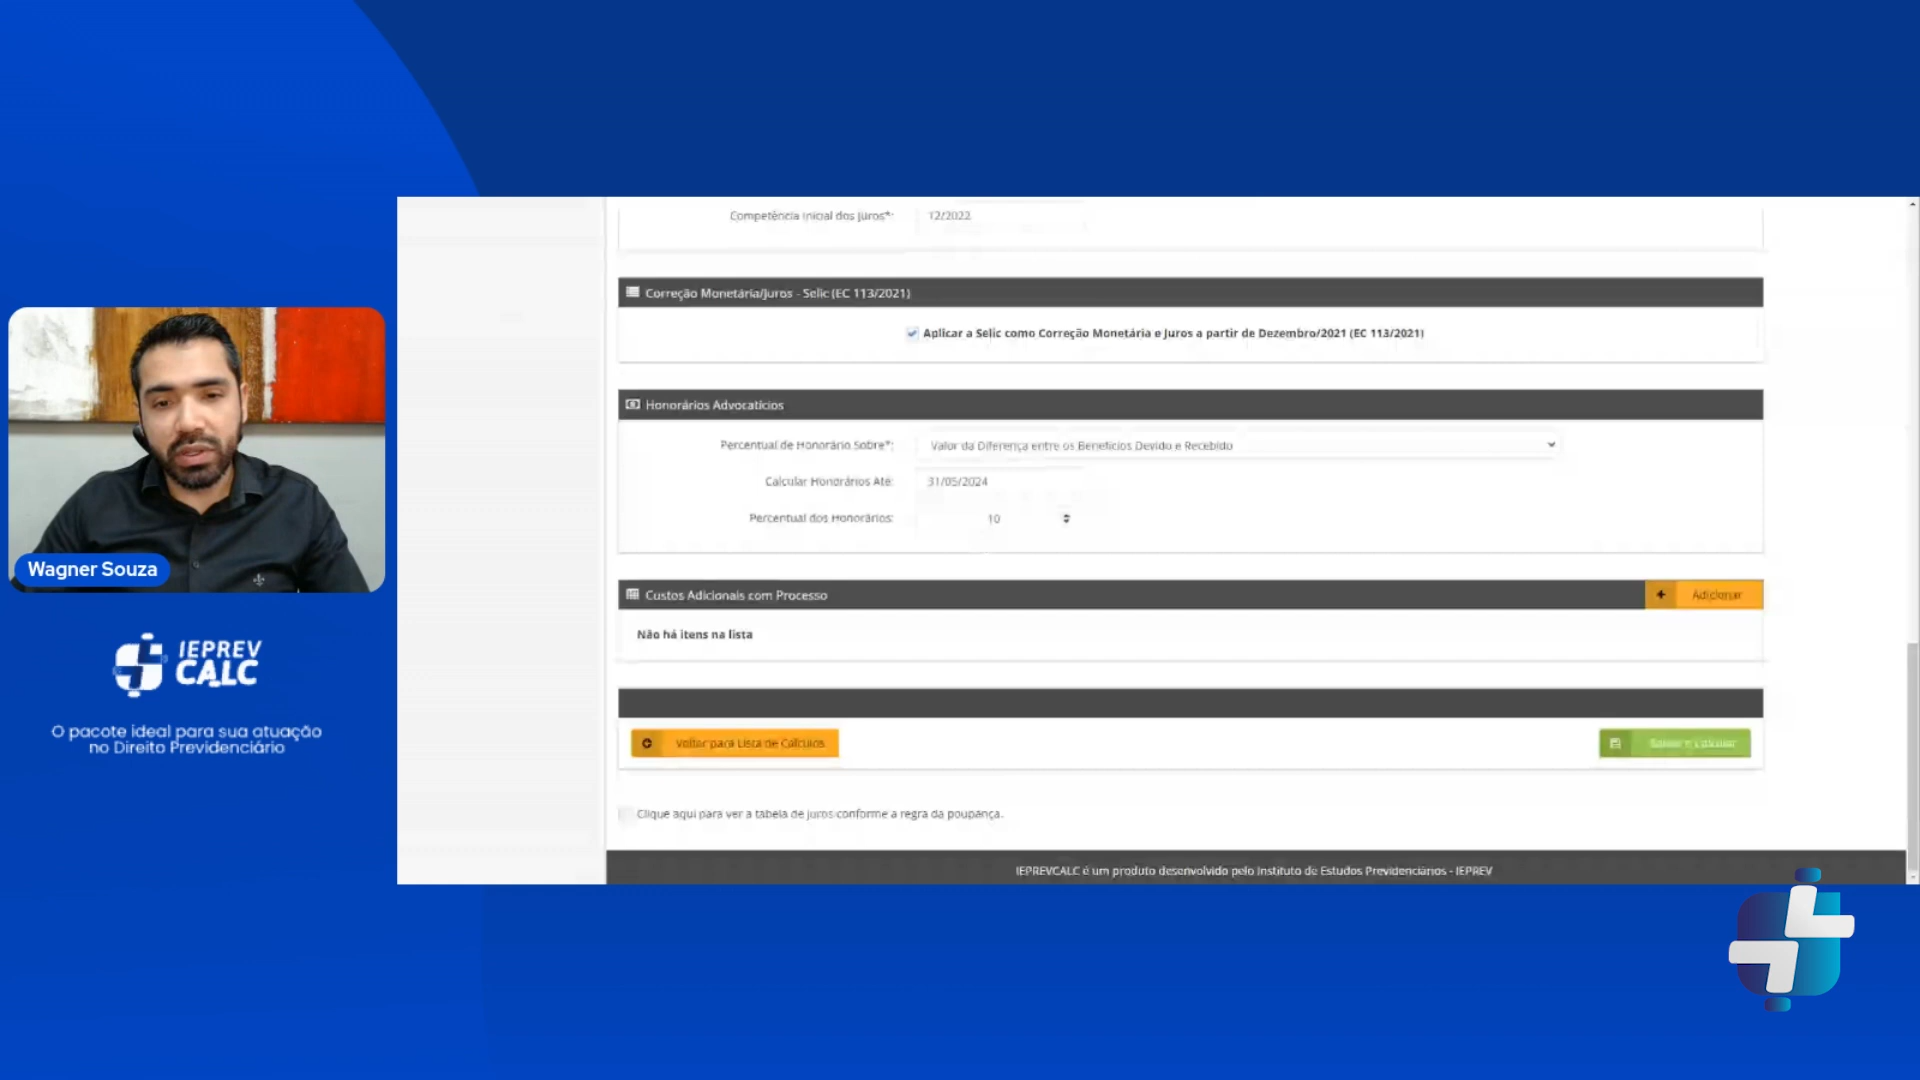 Competência Inicial dos Juros*: 12/2022
Correção Monetária/Juros - Selic (EC 113/2021)
Aplicar a Selic como Correção Monetária e Juros a partir de Dezembro/2021 (EC 113/2021)
Honorários Advocatícios
Percentual de Honorário Sobre*: Valor da Diferença entre os Benefícios Devido e Recebido
Calcular Honorários Até: 31/05/2024
Percentual dos Honorários: 10
Custos Adicionais com Processo
Adicionar
Não há itens na lista
Voltar para Lista de Cálculos
Salvar e Calcular
Clique aqui para ver a tabela de juros conforme a regra da poupança.
IEPREVCALC é um produto desenvolvido pelo Instituto de Estudos Previdenciários - IEPREV
Wagner Souza
IEPREV
CALC
O pacote ideal para sua atuação
no Direito Previdenciário